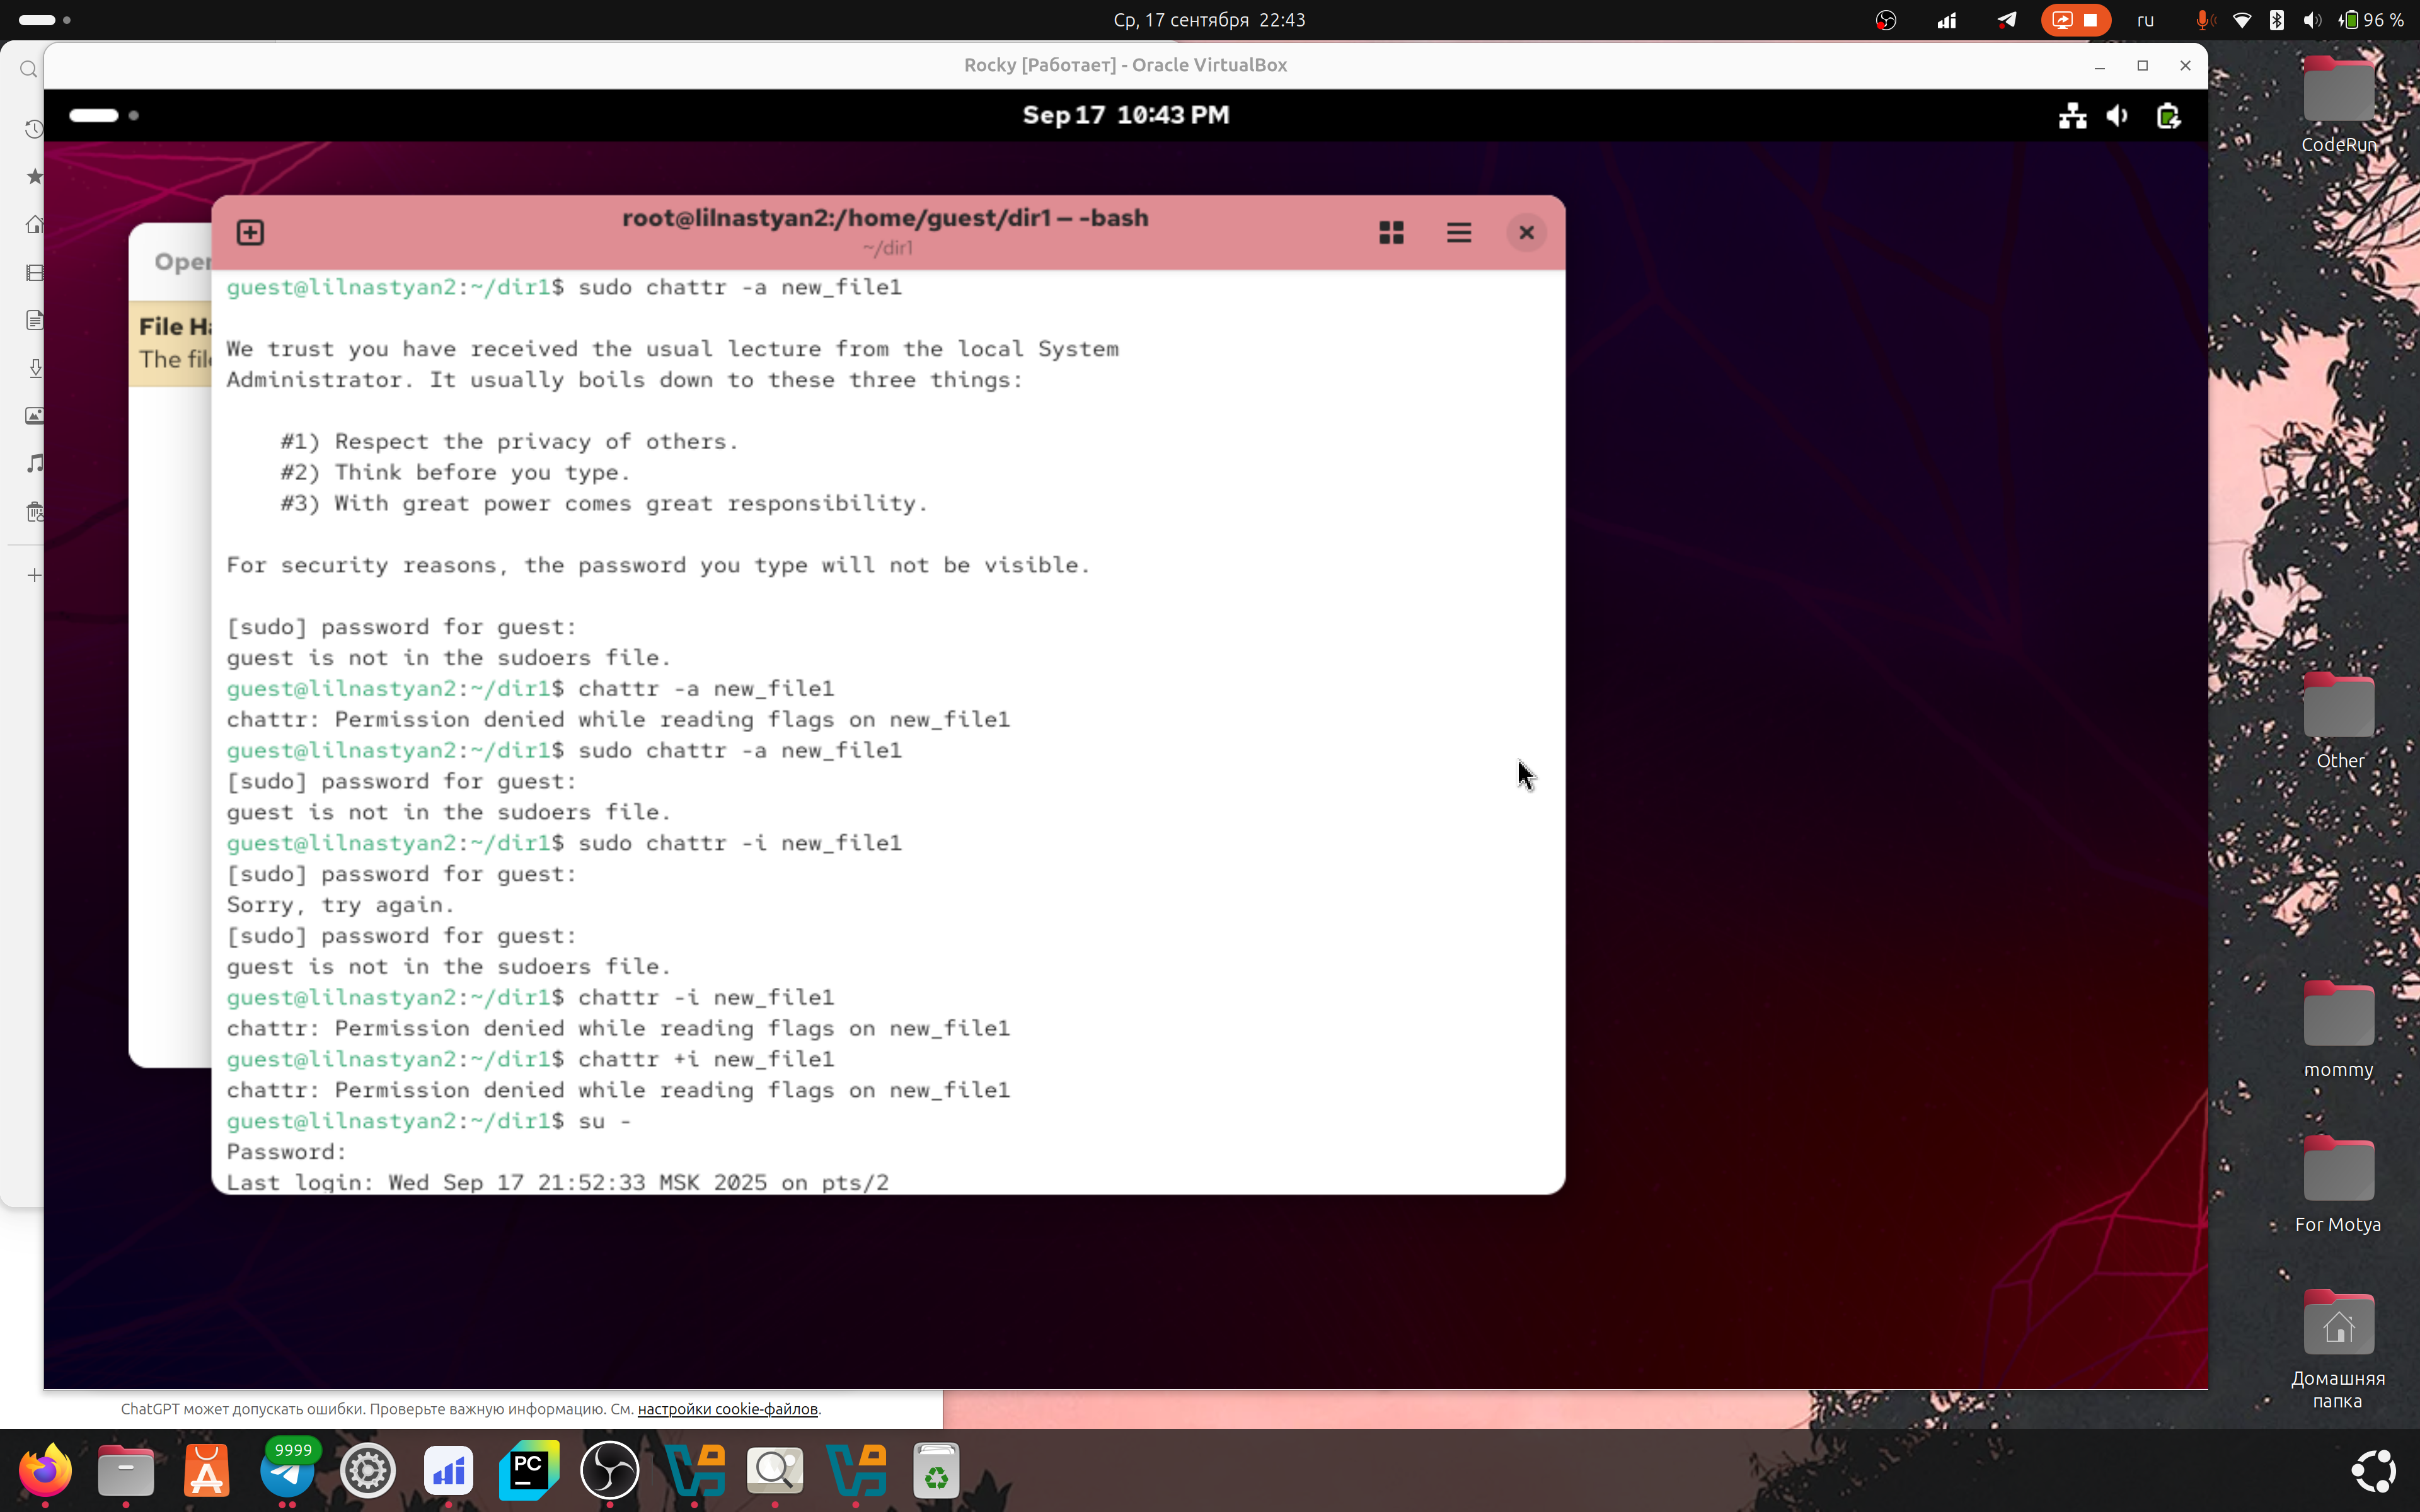 Ср, 17 сентября 22:43
ru
96 %
Rocky [Работает] - Oracle VirtualBox
Sep 17 10:43 PM
root@lilnastyan2:/home/guest/dir1 — -bash
~/dir1
Oper
File Ha
The file
guest@lilnastyan2:~/dir1$ sudo chattr -a new_file1
We trust you have received the usual lecture from the local System
Administrator. It usually boils down to these three things:
#1) Respect the privacy of others.
#2) Think before you type.
#3) With great power comes great responsibility.
For security reasons, the password you type will not be visible.
[sudo] password for guest:
guest is not in the sudoers file.
guest@lilnastyan2:~/dir1$ chattr -a new_file1
chattr: Permission denied while reading flags on new_file1
guest@lilnastyan2:~/dir1$ sudo chattr -a new_file1
[sudo] password for guest:
guest is not in the sudoers file.
guest@lilnastyan2:~/dir1$ sudo chattr -i new_file1
[sudo] password for guest:
Sorry, try again.
[sudo] password for guest:
guest is not in the sudoers file.
guest@lilnastyan2:~/dir1$ chattr -i new_file1
chattr: Permission denied while reading flags on new_file1
guest@lilnastyan2:~/dir1$ chattr +i new_file1
chattr: Permission denied while reading flags on new_file1
guest@lilnastyan2:~/dir1$ su -
Password:
Last login: Wed Sep 17 21:52:33 MSK 2025 on pts/2
CodeRun
Other
mommy
For Motya
Домашняя
папка
ChatGPT может допускать ошибки. Проверьте важную информацию. См. настройки cookie-файлов.
9999
PC